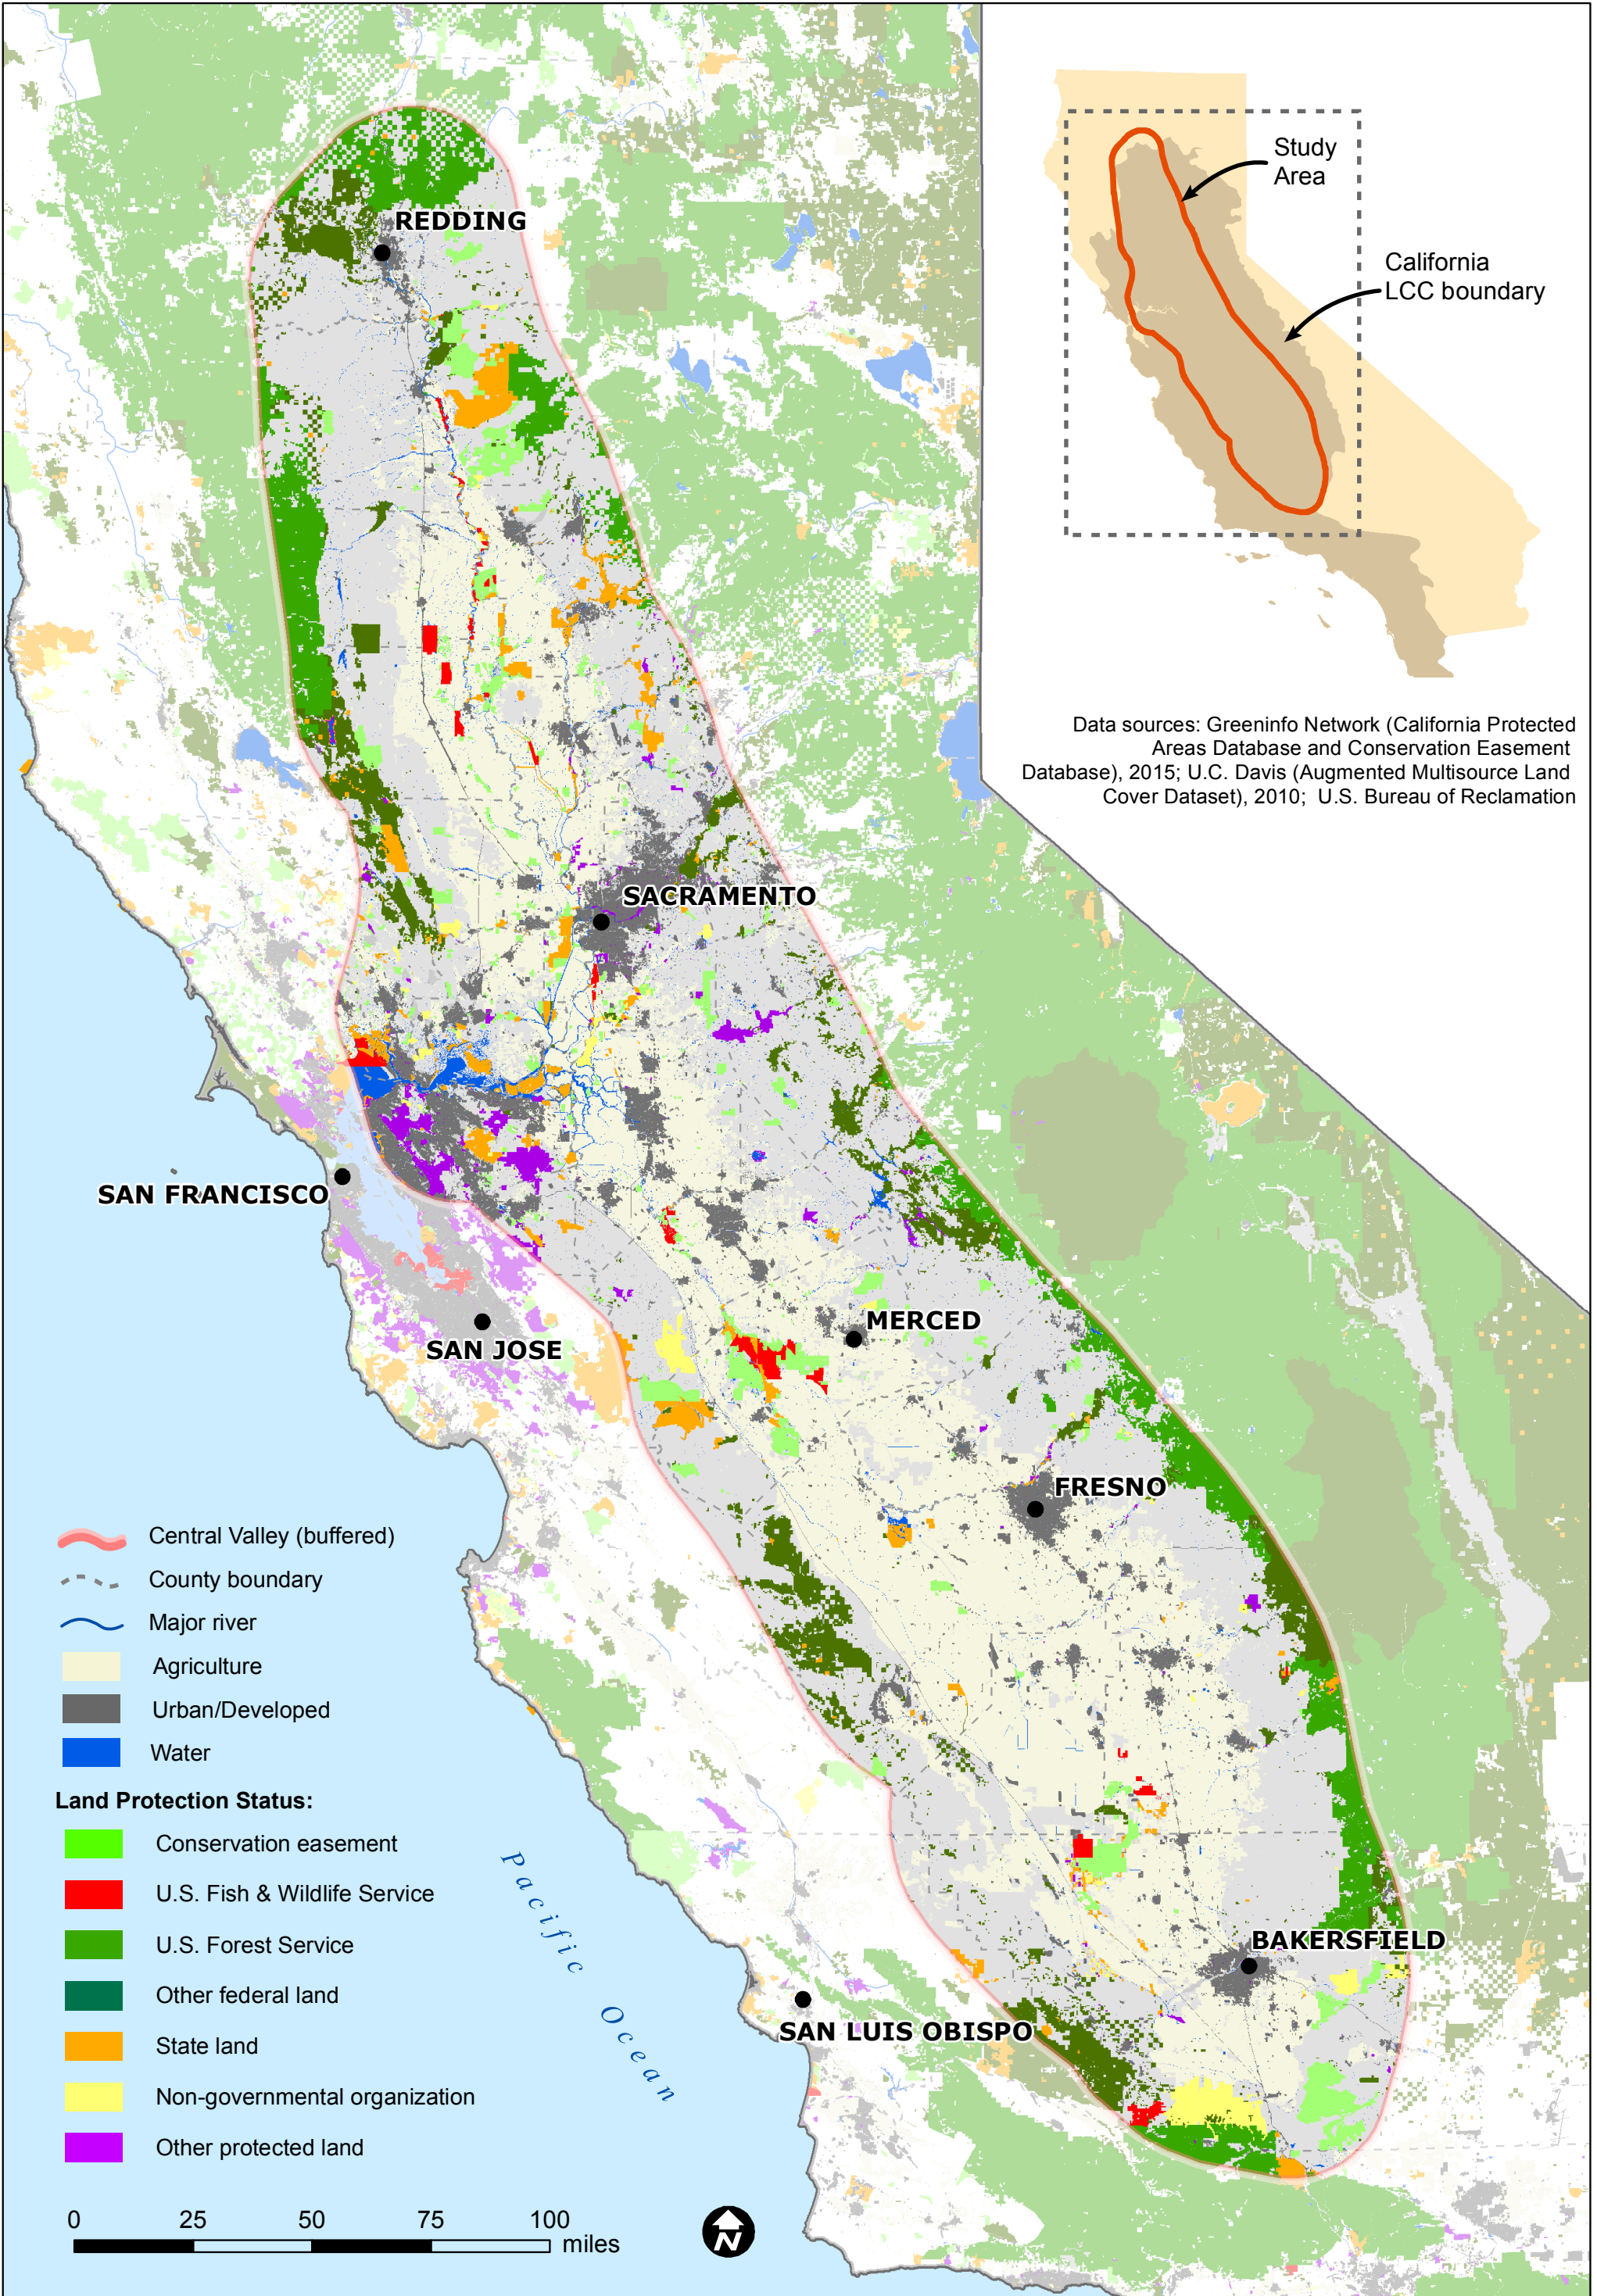 Study
Area
California
LCC boundary
Data sources: Greeninfo Network (California Protected
Areas Database and Conservation Easement
Database), 2015; U.C. Davis (Augmented Multisource Land
Cover Dataset), 2010; U.S. Bureau of Reclamation
REDDING
SACRAMENTO
SAN FRANCISCO
SAN JOSE
MERCED
FRESNO
BAKERSFIELD
SAN LUIS OBISPO
Pacific Ocean
Central Valley (buffered)
County boundary
Major river
Agriculture
Urban/Developed
Water
Land Protection Status:
Conservation easement
U.S. Fish & Wildlife Service
U.S. Forest Service
Other federal land
State land
Non-governmental organization
Other protected land
0 25 50 75 100
miles
N